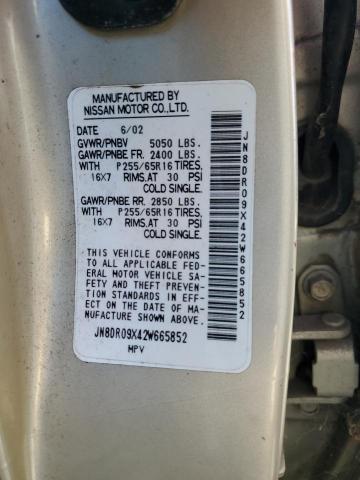 MANUFACTURED BY
NISSAN MOTOR CO.,LTD.
DATE 6/02
GVWR/PNBV 5050 LBS.
GAWR/PNBE FR. 2400 LBS.
WITH P255/65R16 TIRES,
16X7 RIMS,AT 30 PSI
COLD SINGLE.
GAWR/PNBE RR. 2850 LBS.
WITH P255/65R16 TIRES,
16X7 RIMS,AT 30 PSI
COLD SINGLE.
THIS VEHICLE CONFORMS
TO ALL APPLICABLE FED-
ERAL MOTOR VEHICLE SA-
FETY AND THEFT PREVEN-
TION STANDARDS IN EFF-
ECT ON THE DATE OF MA-
NUFACTURE SHOWN ABOVE.
JN8DR09X42W665852
MPV
JN8DR09X42W665852